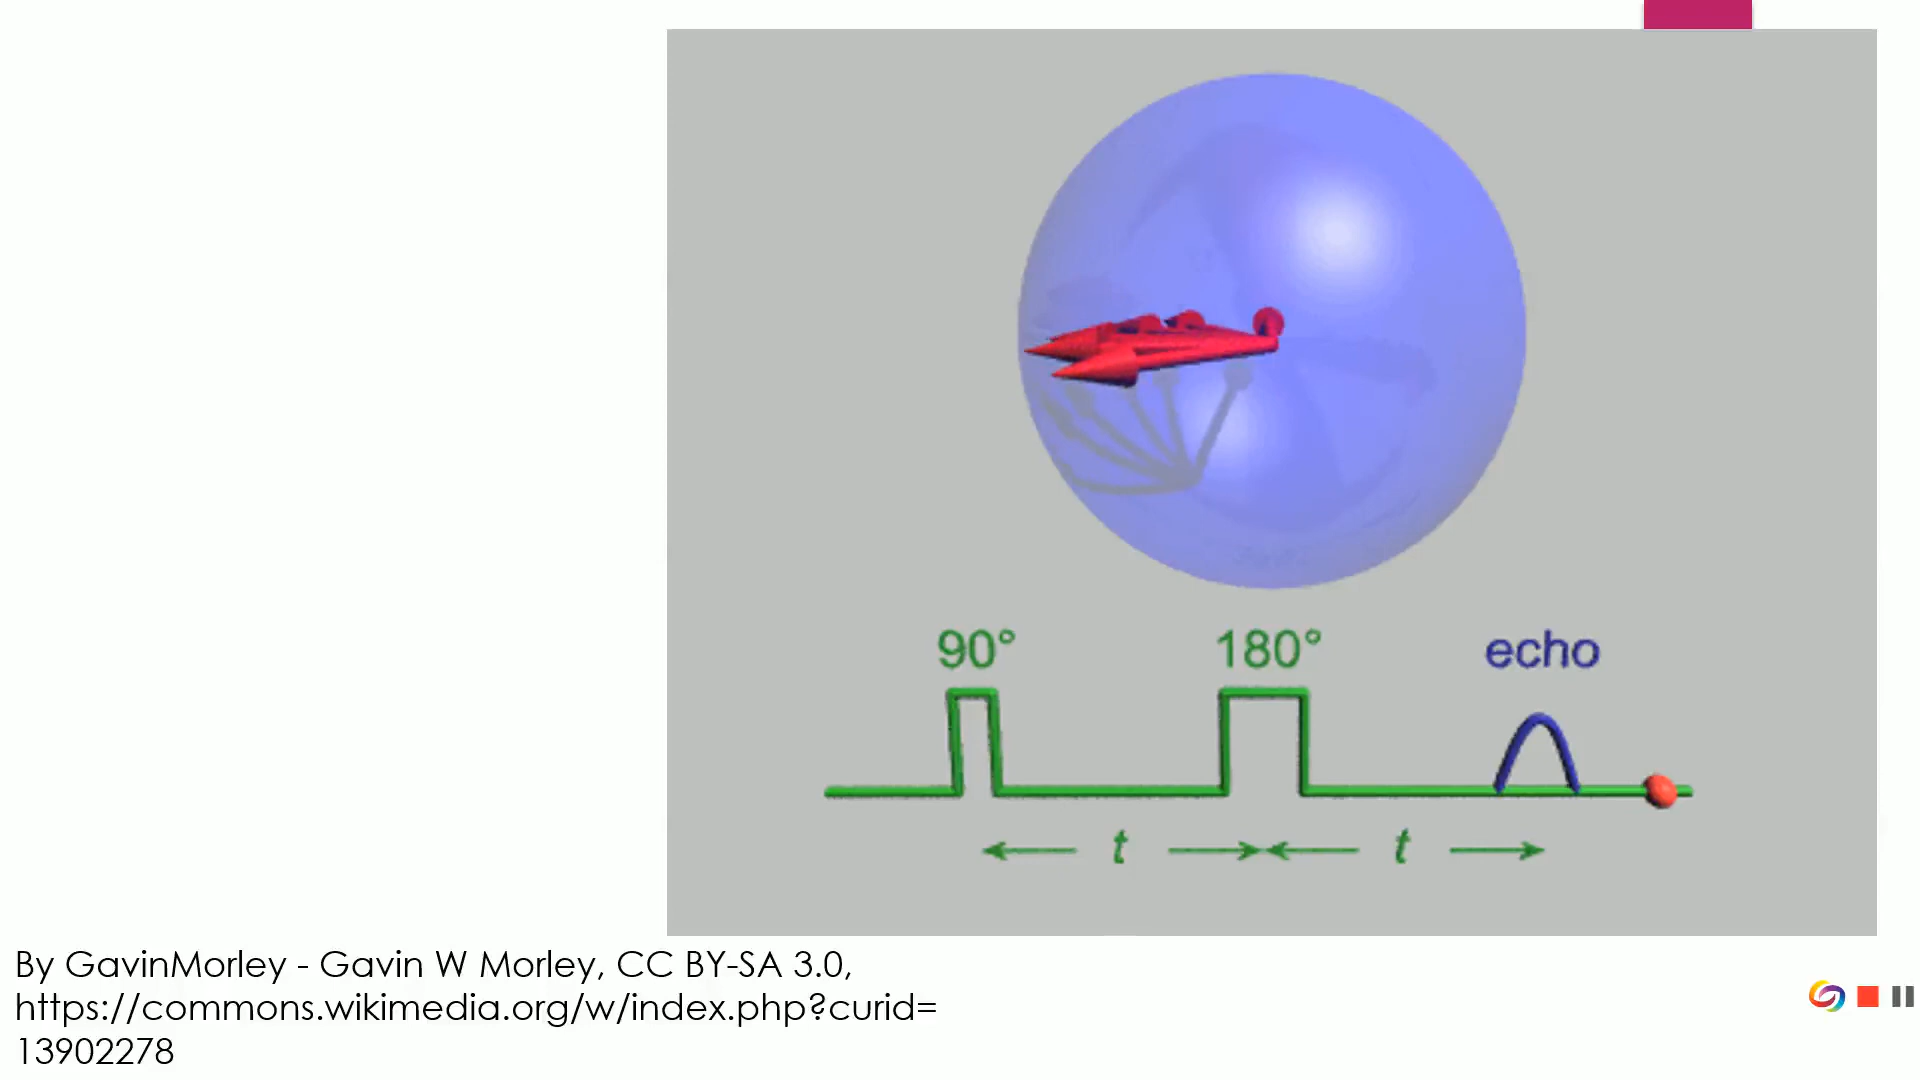 90° 180° echo
t t
By GavinMorley - Gavin W Morley, CC BY-SA 3.0,
https://commons.wikimedia.org/w/index.php?curid=
13902278